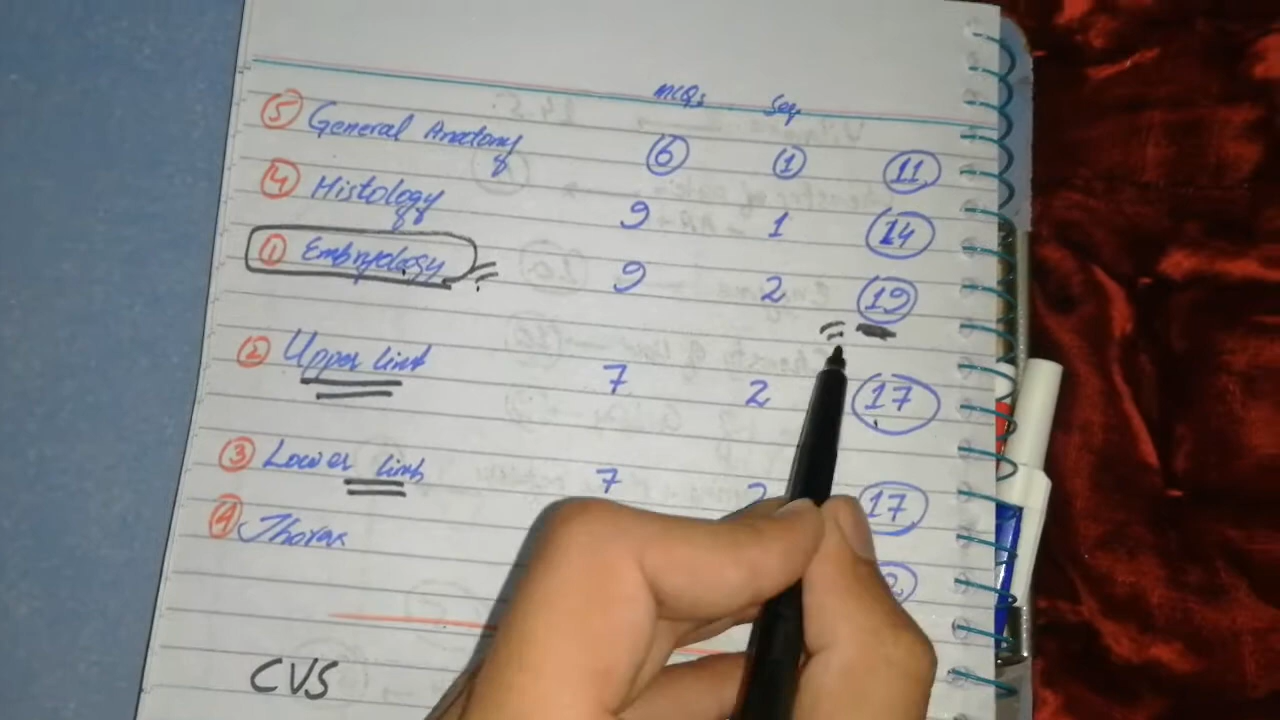 MCQs Seq
⑤ General Anatomy ⑥ ① 11
④ Histology 9 1 14
① Embryology 9 2 19
② Upper limb 7 2 17
③ Lower limb 7 2 17
④ Thorax
CVS